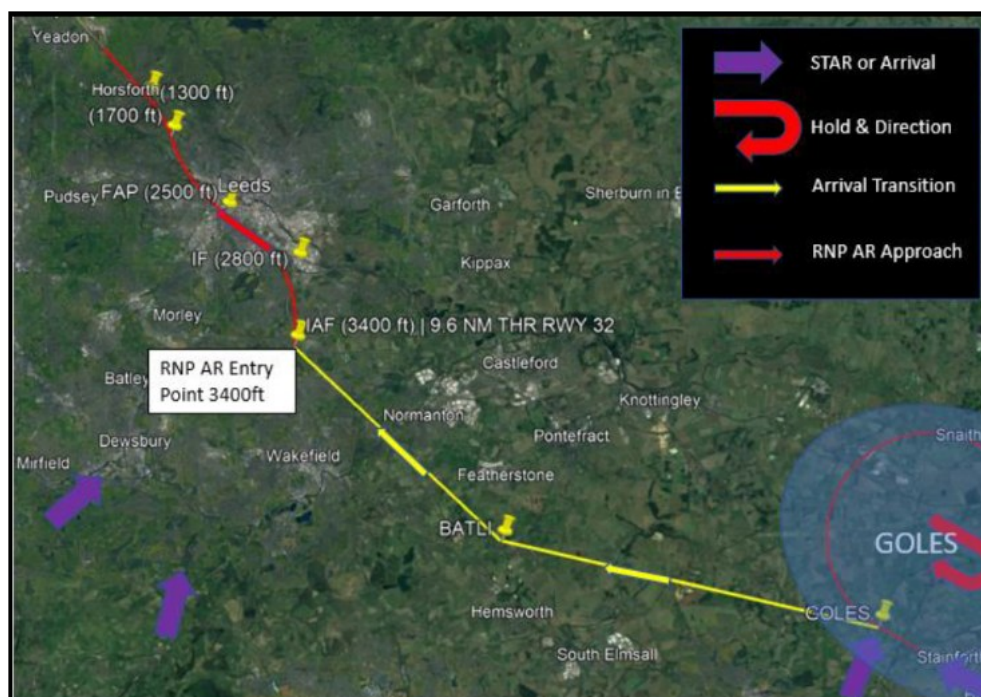 Yeadon
STAR or Arrival
Horsforth (1300 ft)
(1700 ft)
Hold & Direction
Pudsey
FAP (2500 ft)
Leeds
Garforth
Sherburn in E
Arrival Transition
IF (2800 ft)
Kippax
RNP AR Approach
Morley
IAF (3400 ft) | 9.6 NM THR RWY 32
RNP AR Entry
Point 3400ft
Batley
Castleford
Normanton
Knottingley
Dewsbury
Pontefract
Snaith
Mirfield
Wakefield
Featherstone
BATLI
GOLES
Hemsworth
GOLES
South Elmsall
Stainforth